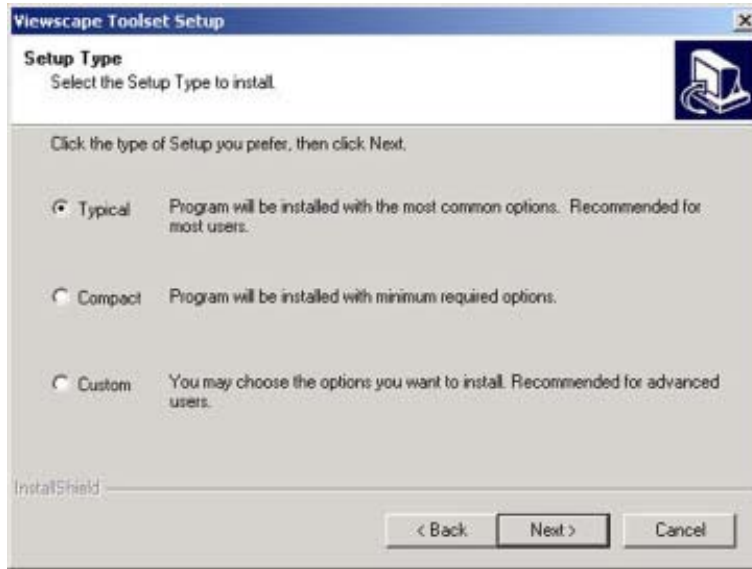 Viewscape Toolset Setup
Setup Type
Select the Setup Type to install.
Click the type of Setup you prefer, then click Next.
Typical Program will be installed with the most common options. Recommended for
most users.
Compact Program will be installed with minimum required options.
Custom You may choose the options you want to install. Recommended for advanced
users.
InstallShield
< Back Next > Cancel